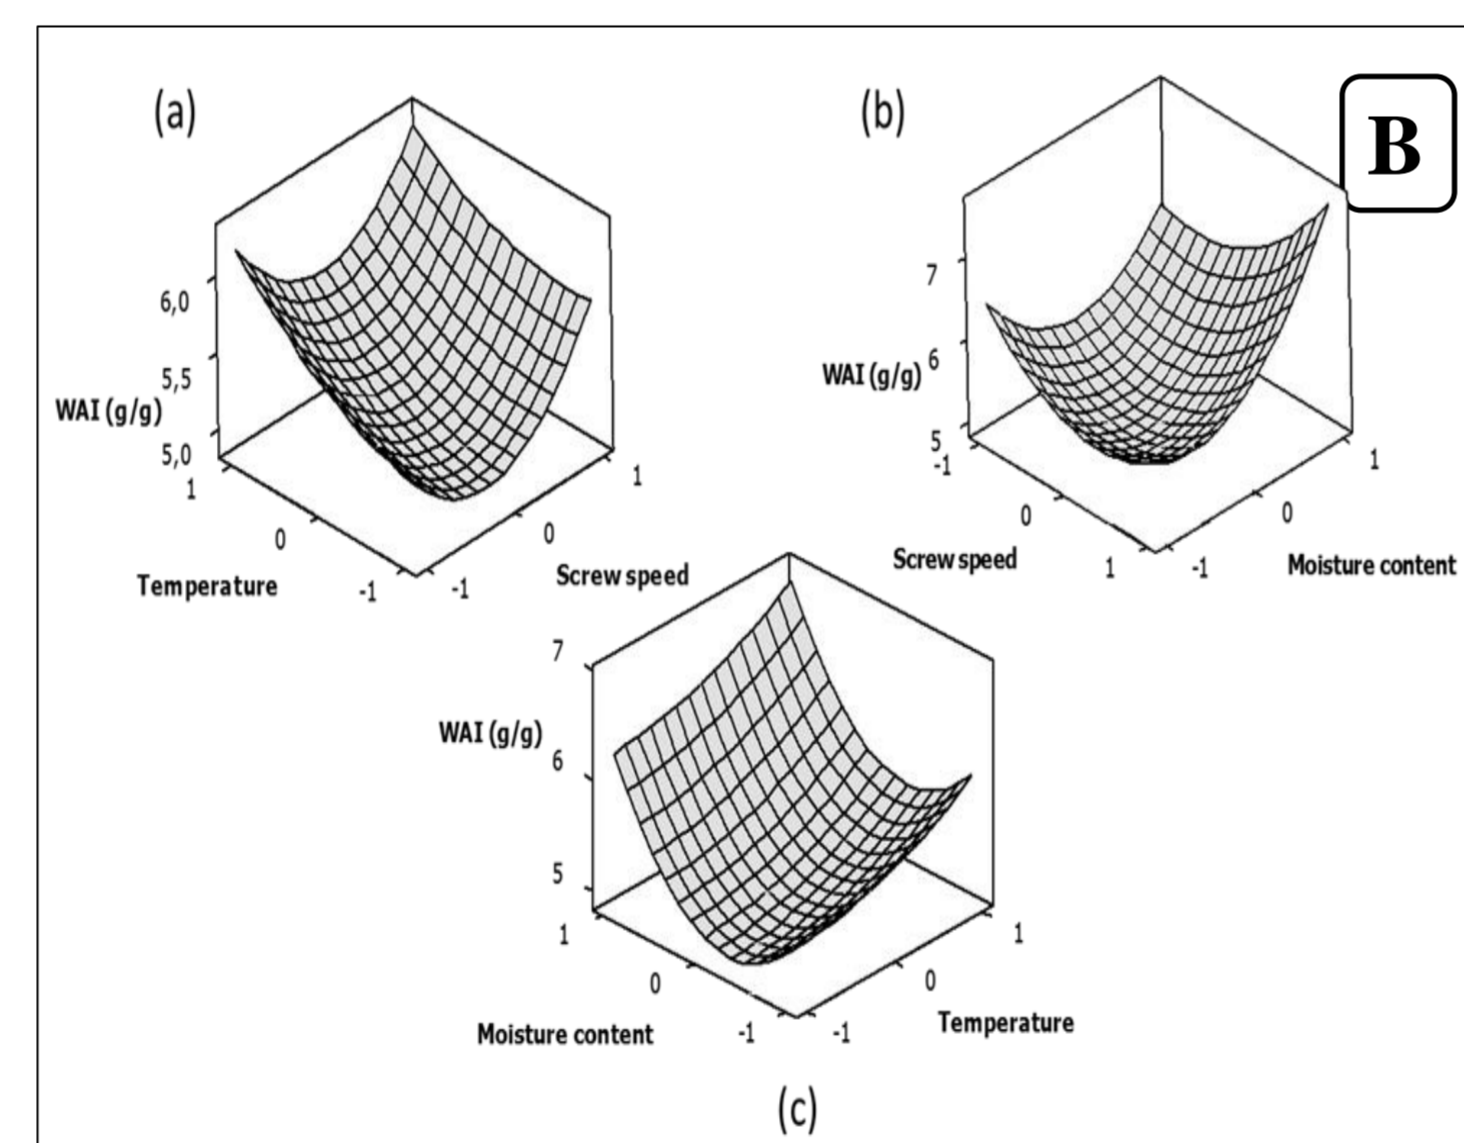 (a)
6,0
5,5
WAI (g/g)
5,0
1
0
-1
Temperature
-1
0
1
Screw speed
(b)
B
7
WAI (g/g)
6
5
-1
0
1
Screw speed
-1
0
1
Moisture content
7
WAI (g/g)
6
5
1
0
-1
Moisture content
-1
0
1
Temperature
(c)